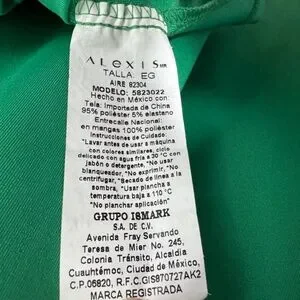 ALEXIS
TALLA: EG
AIRE 82304
MODELO: 5823022
Hecho en México con:
Tela: Importada de China
95% poliéster 5% elastano
Entrecalle Nacional:
en mangas 100% poliéster
Instrucciones de Cuidado:
"Lavar antes de usar a máquina
con colores similares, ciclo
delicado con agua fría a 30 °C con
jabón o detergente, "No usar
blanqueador, "No exprimir, "No
centrifugar, "Secado de línea a la
sombra, "Usar plancha a
temperatura baja a 110 °C
"No planchar aplicación"
GRUPO I8MARK
S.A. DE C.V.
Avenida Fray Servando
Teresa de Mier No. 245,
Colonia Tránsito, Alcaldía
Cuauhtémoc, Ciudad de México,
C.P.06820, R.F.C.GIS870727AK2
MARCA REGISTRADA